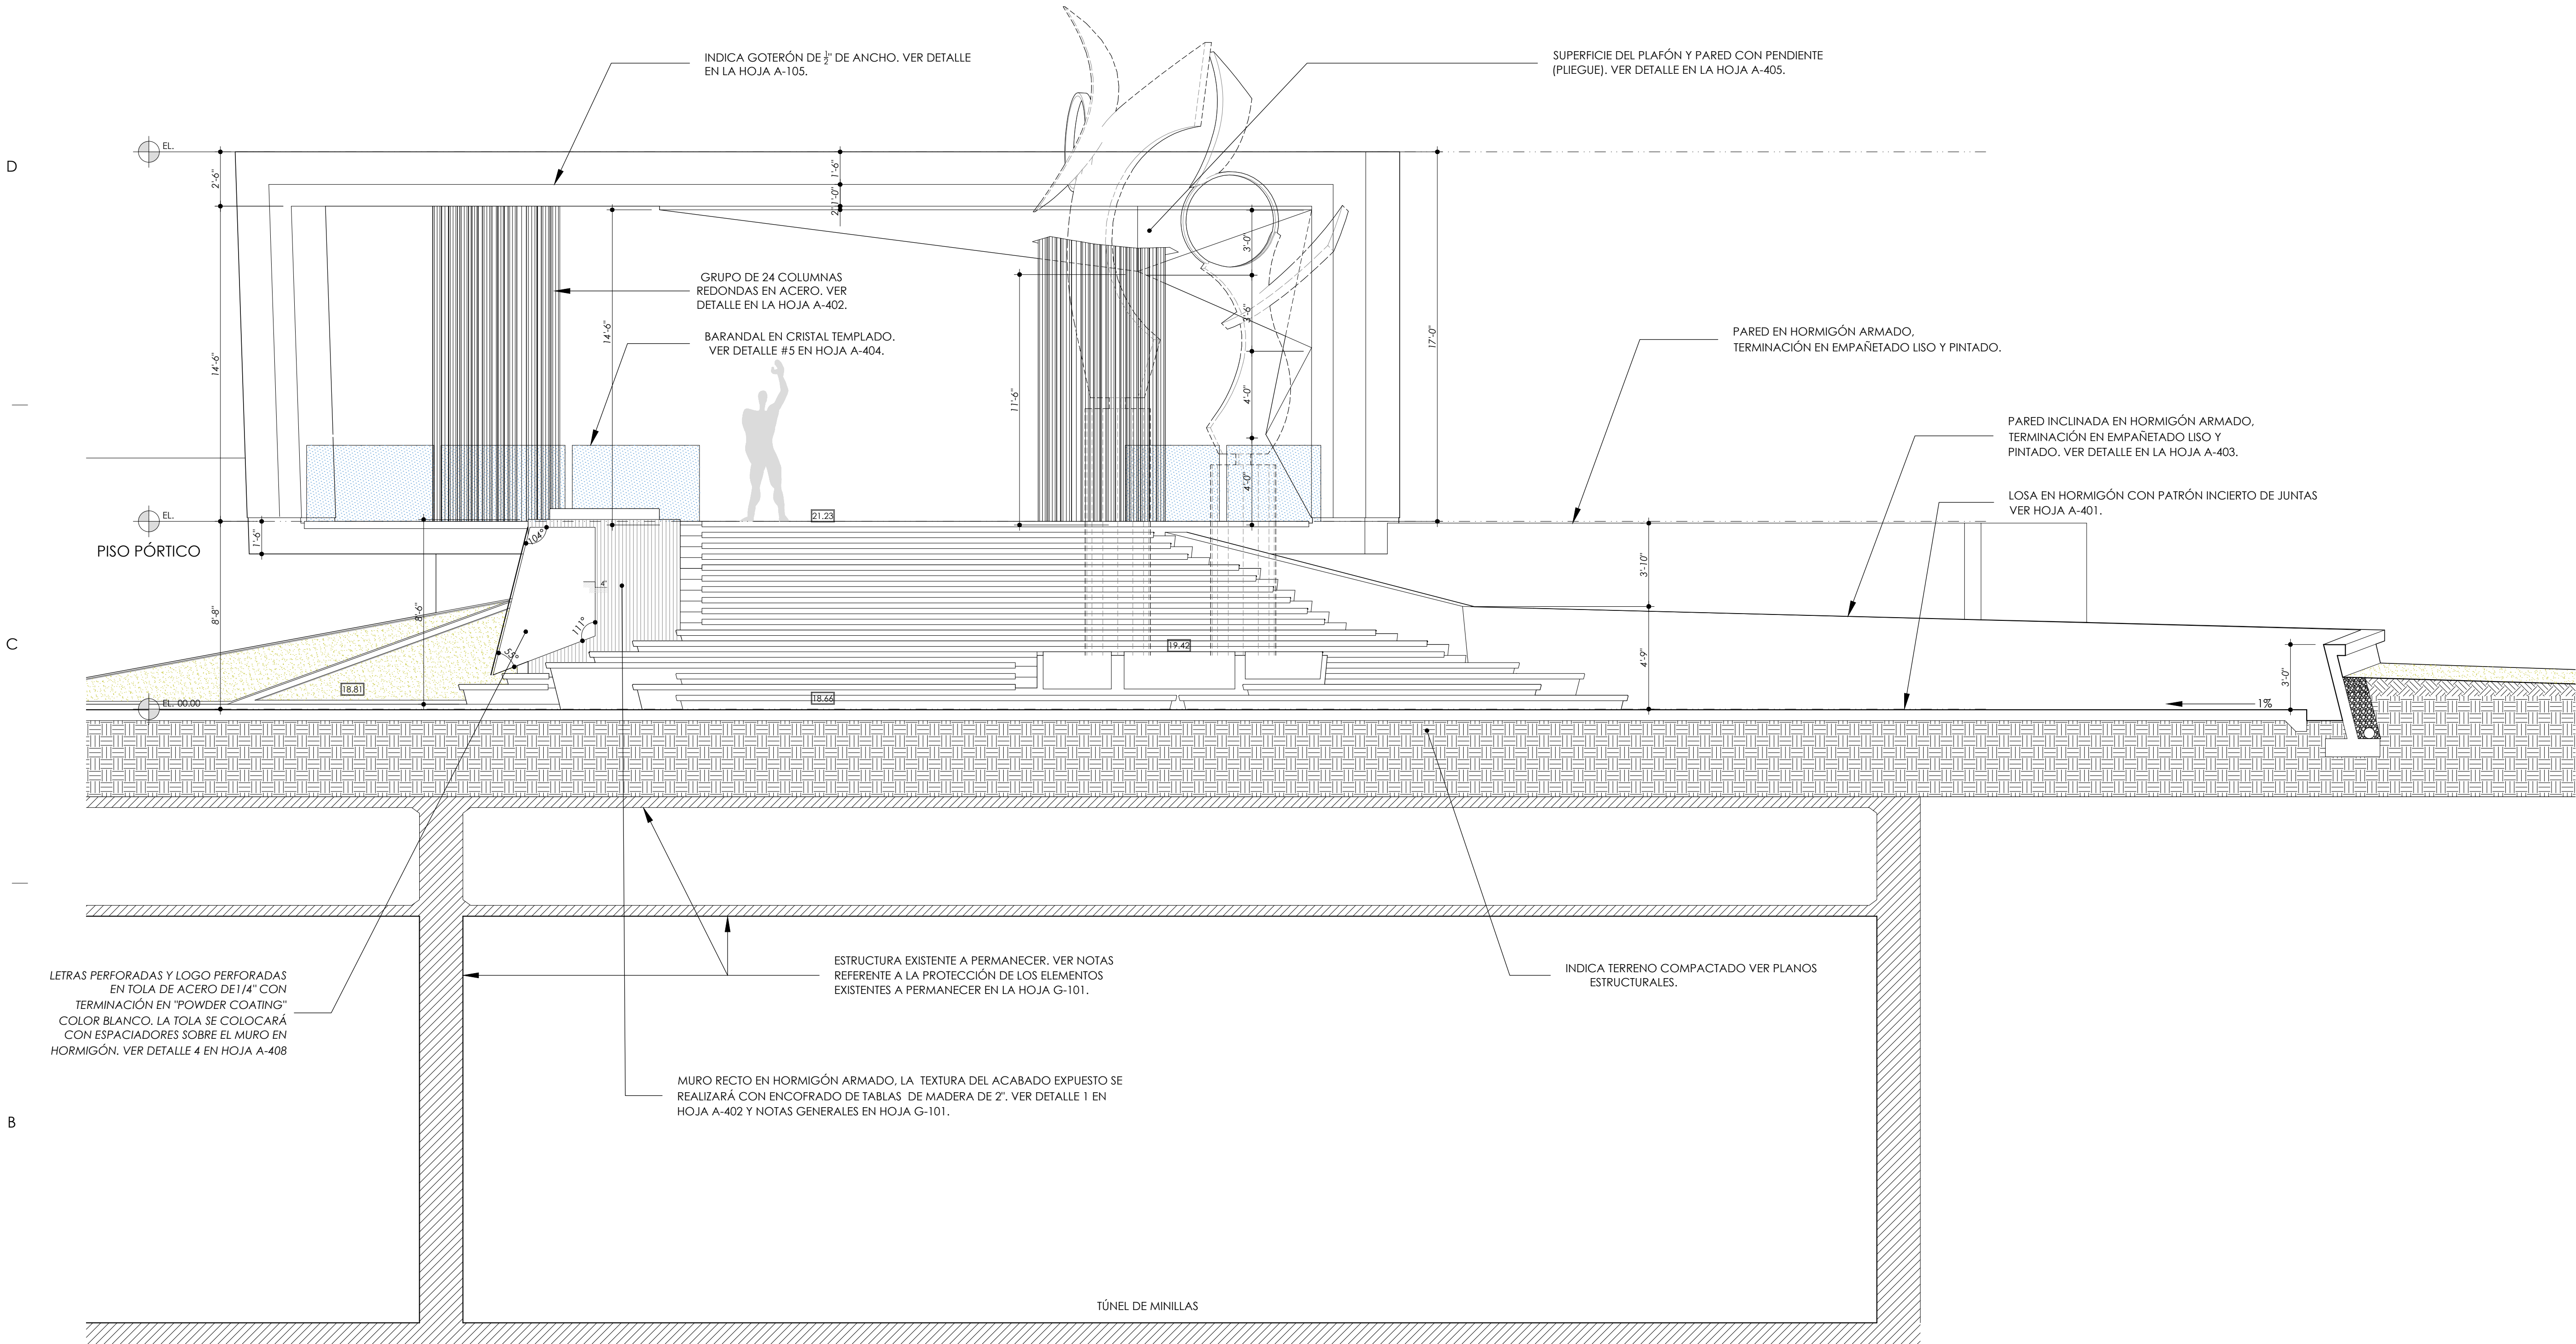 INDICA GOTERÓN DE ½" DE ANCHO. VER DETALLE
EN LA HOJA A-105.
SUPERFICIE DEL PLAFÓN Y PARED CON PENDIENTE
(PLIEGUE). VER DETALLE EN LA HOJA A-405.
D
EL.
2'-6"
1'-6"
1'-0"
2"
3'-0"
GRUPO DE 24 COLUMNAS
REDONDAS EN ACERO. VER
DETALLE EN LA HOJA A-402.
14'-6"
14'-6"
3'-6"
17'-0"
BARANDAL EN CRISTAL TEMPLADO.
VER DETALLE #5 EN HOJA A-404.
PARED EN HORMIGÓN ARMADO,
TERMINACIÓN EN EMPAÑETADO LISO Y PINTADO.
11'-6"
4'-0"
4'-0"
PARED INCLINADA EN HORMIGÓN ARMADO,
TERMINACIÓN EN EMPAÑETADO LISO Y
PINTADO. VER DETALLE EN LA HOJA A-403.
LOSA EN HORMIGÓN CON PATRÓN INCIERTO DE JUNTAS
VER HOJA A-401.
EL.
21.23
PISO PÓRTICO
1'-6"
104°
3'-10"
4"
8'-8"
8'-6"
111°
C
55°
19.42
4'-9"
3'-0"
18.81
18.66
EL. 00.00
1%
LETRAS PERFORADAS Y LOGO PERFORADAS
EN TOLA DE ACERO DE1/4" CON
TERMINACIÓN EN "POWDER COATING"
COLOR BLANCO. LA TOLA SE COLOCARÁ
CON ESPACIADORES SOBRE EL MURO EN
HORMIGÓN. VER DETALLE 4 EN HOJA A-408
ESTRUCTURA EXISTENTE A PERMANECER. VER NOTAS
REFERENTE A LA PROTECCIÓN DE LOS ELEMENTOS
EXISTENTES A PERMANECER EN LA HOJA G-101.
INDICA TERRENO COMPACTADO VER PLANOS
ESTRUCTURALES.
MURO RECTO EN HORMIGÓN ARMADO, LA TEXTURA DEL ACABADO EXPUESTO SE
REALIZARÁ CON ENCOFRADO DE TABLAS DE MADERA DE 2". VER DETALLE 1 EN
HOJA A-402 Y NOTAS GENERALES EN HOJA G-101.
B
TÚNEL DE MINILLAS